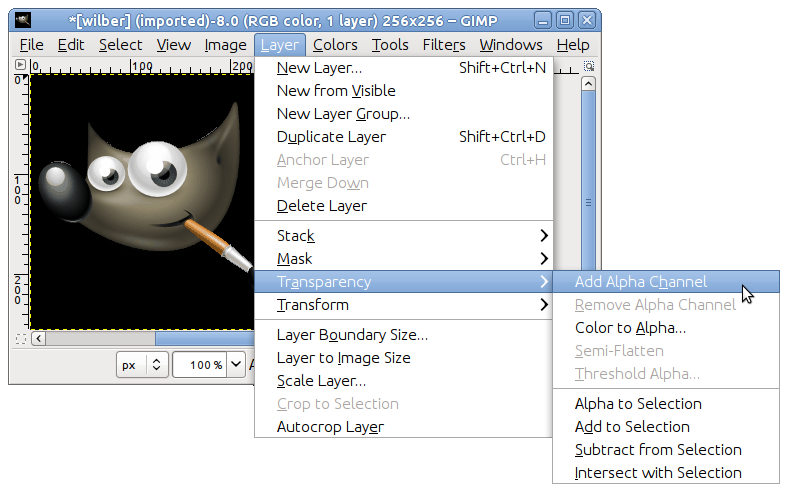 *[wilber] (imported)-8.0 (RGB color, 1 layer) 256x256 – GIMP
File Edit Select View Image Layer Colors Tools Filters Windows Help
0 100 200
0
100
200
New Layer... Shift+Ctrl+N
New from Visible
New Layer Group...
Duplicate Layer Shift+Ctrl+D
Anchor Layer Ctrl+H
Merge Down
Delete Layer
Stack
Mask
Transparency
Transform
Layer Boundary Size...
Layer to Image Size
Scale Layer...
Crop to Selection
Autocrop Layer
Add Alpha Channel
Remove Alpha Channel
Color to Alpha...
Semi-Flatten
Threshold Alpha...
Alpha to Selection
Add to Selection
Subtract from Selection
Intersect with Selection
px 100 %